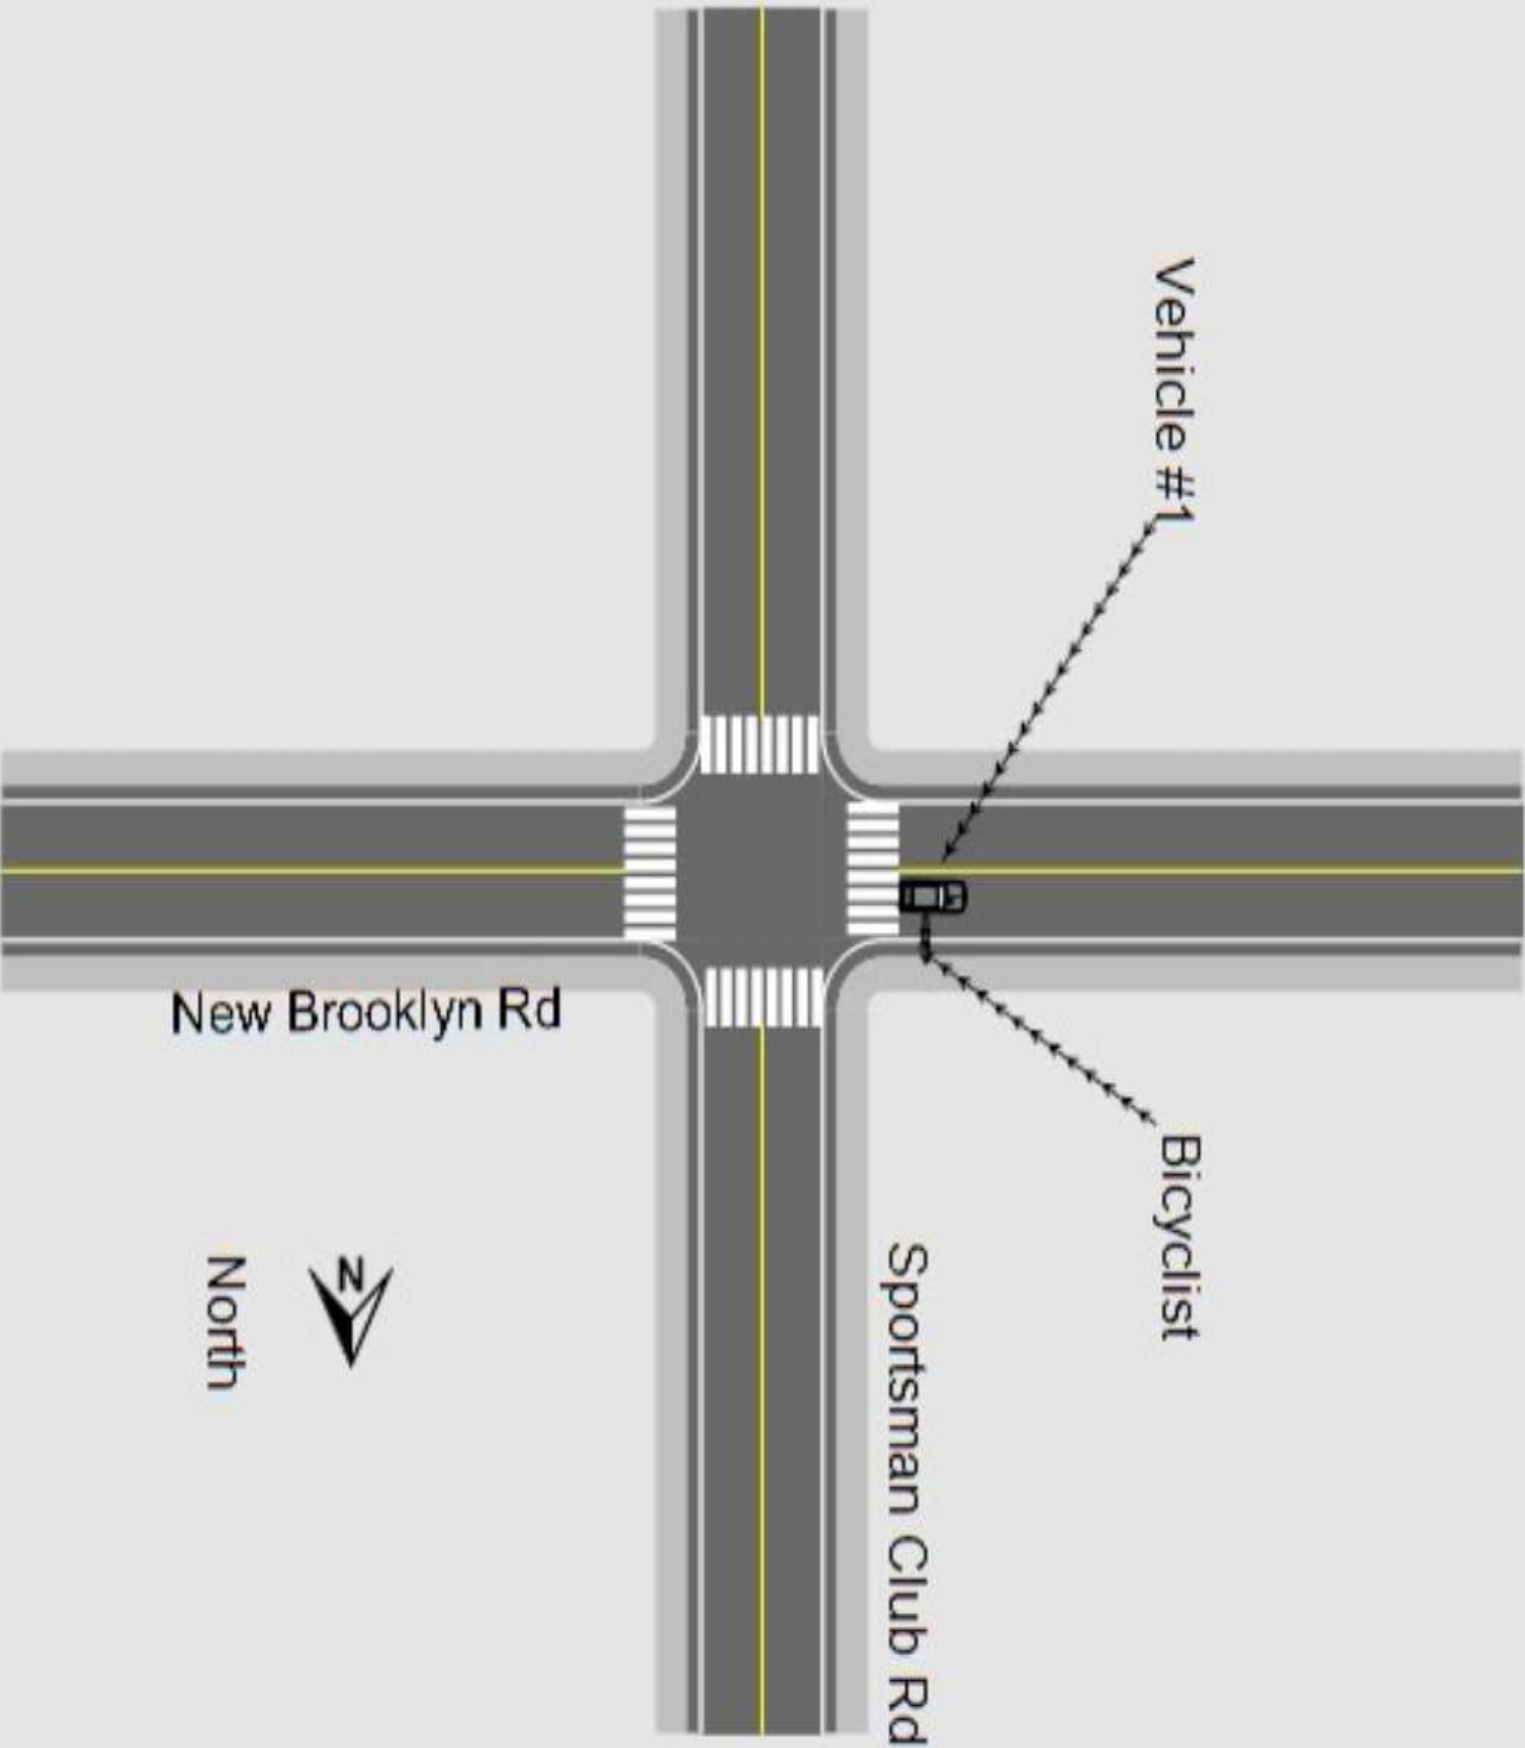 Vehicle #1
New Brooklyn Rd
Bicyclist
Sportsman Club Rd
N
North